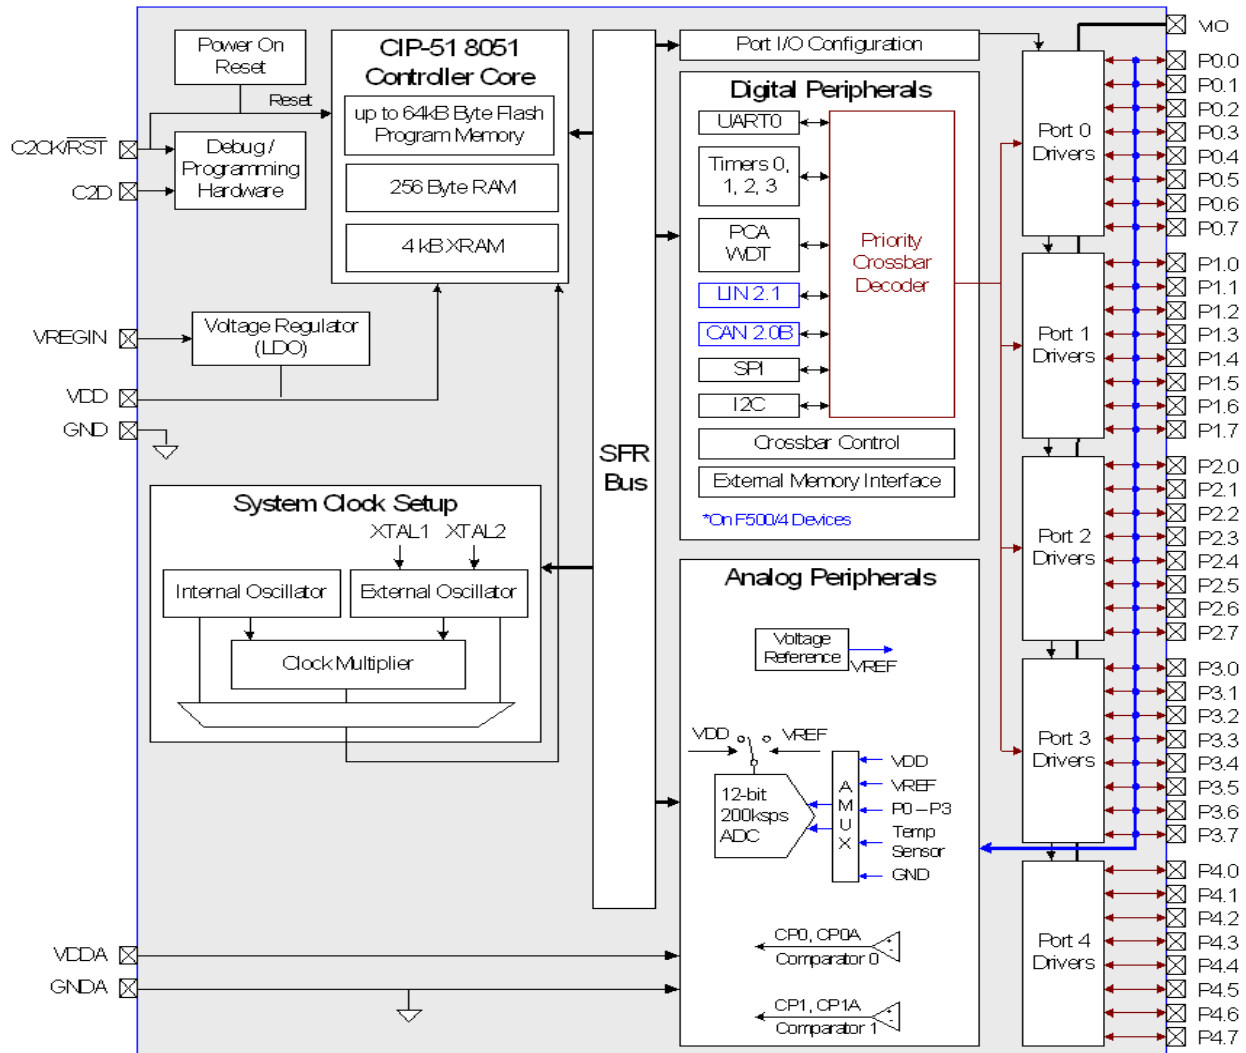 Power On
Reset
Reset
C2CK/RST
C2D
Debug /
Programming
Hardware
CIP-51 8051
Controller Core
up to 64kB Byte Flash
Program Memory
256 Byte RAM
4 kB XRAM
VREGIN
Voltage Regulator
(LDO)
VDD
GND
System Clock Setup
XTAL1
XTAL2
Internal Oscillator
External Oscillator
Clock Multiplier
VDDA
GNDA
SFR
Bus
Port I/O Configuration
Digital Peripherals
UART0
Timers 0,
1, 2, 3
PCA
WDT
LIN 2.1
CAN 2.0B
SPI
I2C
Priority
Crossbar
Decoder
Crossbar Control
External Memory Interface
*On F500/4 Devices
Analog Peripherals
Voltage
Reference
VREF
VDD
VREF
12-bit
200ksps
ADC
A
M
U
X
VDD
VREF
P0 – P3
Temp
Sensor
GND
CP0, CP0A
Comparator 0
CP1, CP1A
Comparator 1
Port 0
Drivers
Port 1
Drivers
Port 2
Drivers
Port 3
Drivers
Port 4
Drivers
VIO
P0.0
P0.1
P0.2
P0.3
P0.4
P0.5
P0.6
P0.7
P1.0
P1.1
P1.2
P1.3
P1.4
P1.5
P1.6
P1.7
P2.0
P2.1
P2.2
P2.3
P2.4
P2.5
P2.6
P2.7
P3.0
P3.1
P3.2
P3.3
P3.4
P3.5
P3.6
P3.7
P4.0
P4.1
P4.2
P4.3
P4.4
P4.5
P4.6
P4.7